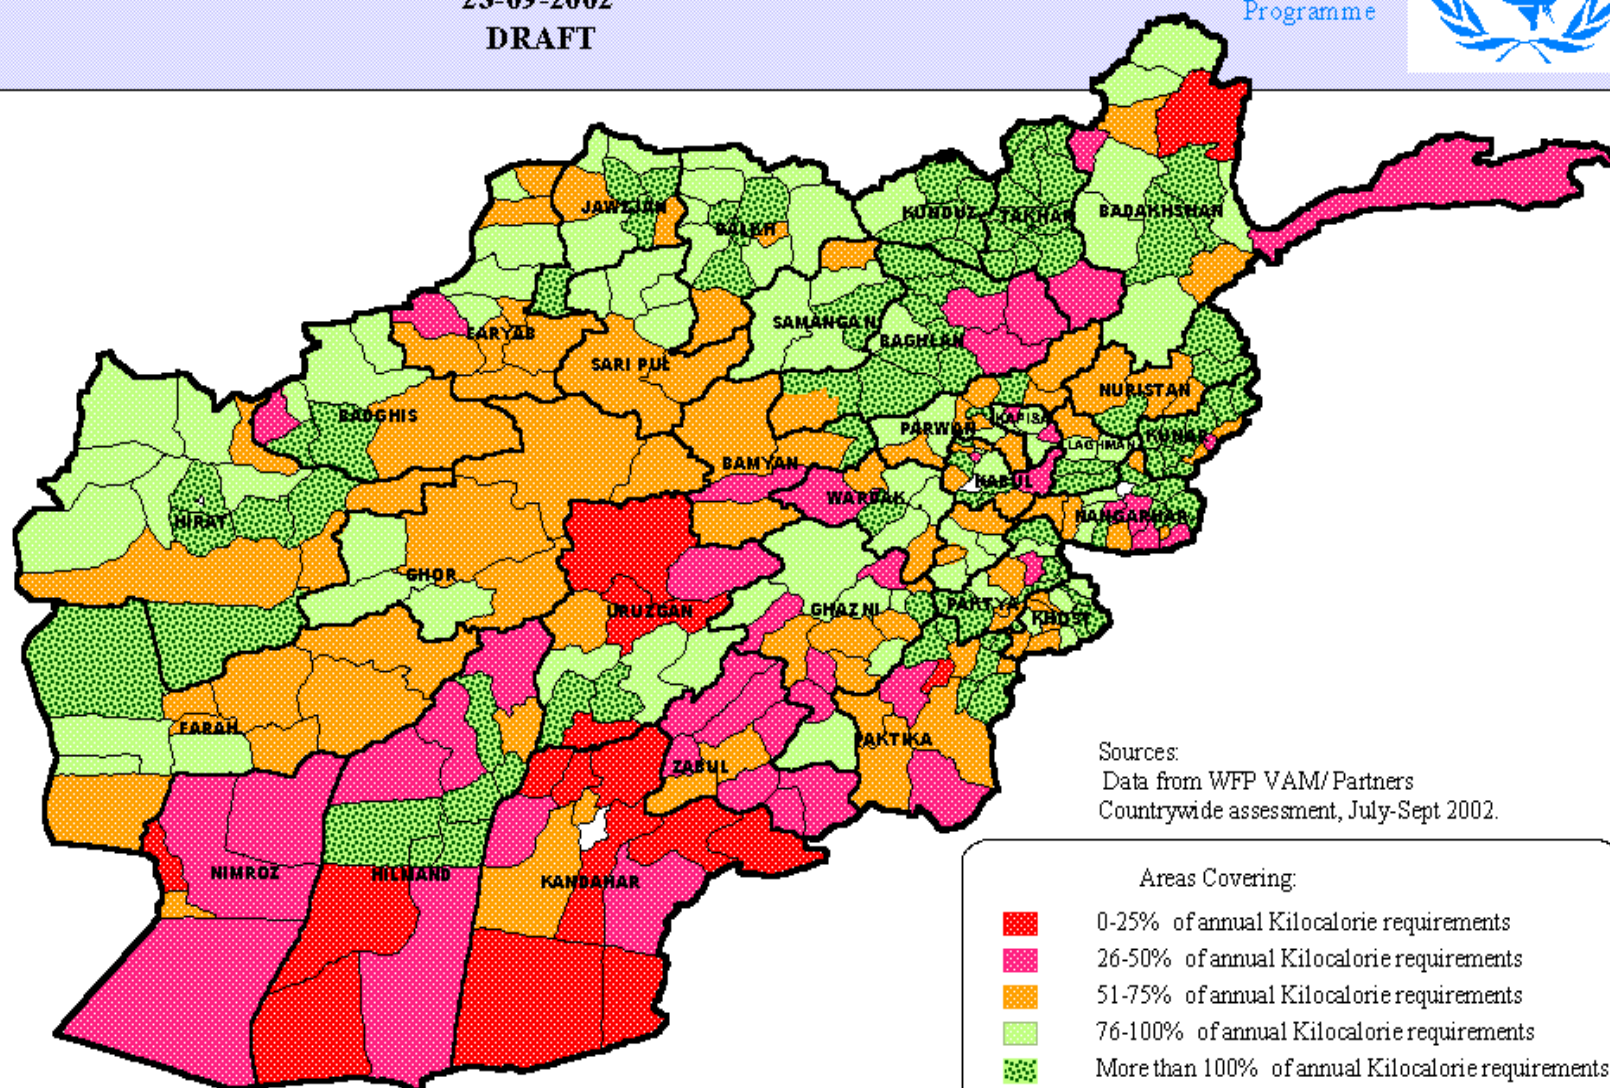 23-09-2002
DRAFT
Programme
JAWZJAN
BALKH
KUNDUZ
TAKHAR
BADAKHSHAN
FARYAB
SARI PUL
SAMANGAN
BAGHLAN
NURISTAN
BADGHIS
PARWAN
KAPISA
LAGHMAN
KUNAR
BAMYAN
WARDAK
KABUL
HIRAT
NANGARHAR
GHOR
URUZGAN
GHAZNI
PAKTYA
KHOST
FARAH
ZABUL
PAKTIKA
NIMROZ
HILMAND
KANDAHAR
Sources:
Data from WFP VAM/ Partners
Countrywide assessment, July-Sept 2002.
Areas Covering:
0-25% of annual Kilocalorie requirements
26-50% of annual Kilocalorie requirements
51-75% of annual Kilocalorie requirements
76-100% of annual Kilocalorie requirements
More than 100% of annual Kilocalorie requirements